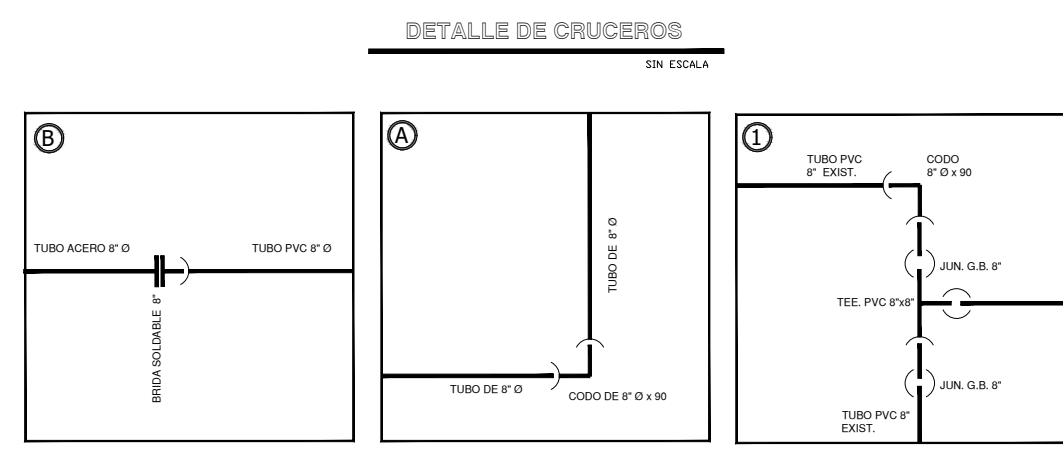 DETALLE DE CRUCEROS
SIN ESCALA
B
TUBO ACERO 8" Ø
TUBO PVC 8" Ø
BRIDA SOLDABLE 8"
A
TUBO DE 8" Ø
TUBO DE 8" Ø
CODO DE 8" Ø x 90
1
TUBO PVC
8" EXIST.
CODO
8" Ø x 90
JUN. G.B. 8"
TEE. PVC 8"x8"
JUN. G.B. 8"
TUBO PVC 8"
EXIST.